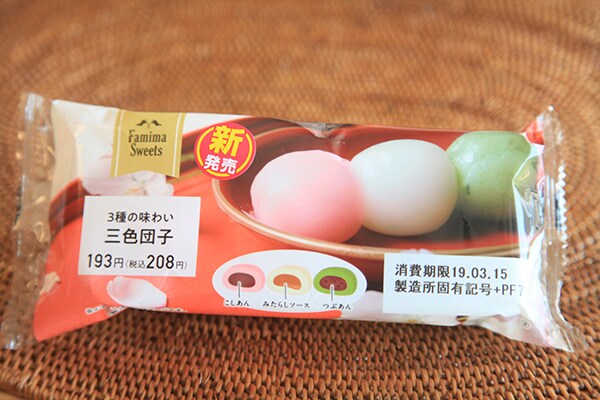 Famima
Sweets
新
発売
3種の味わい
三色団子
193円(税込208円)
こしあん
みたらしソース
つぶあん
消費期限19.03.15
製造所固有記号+PF7